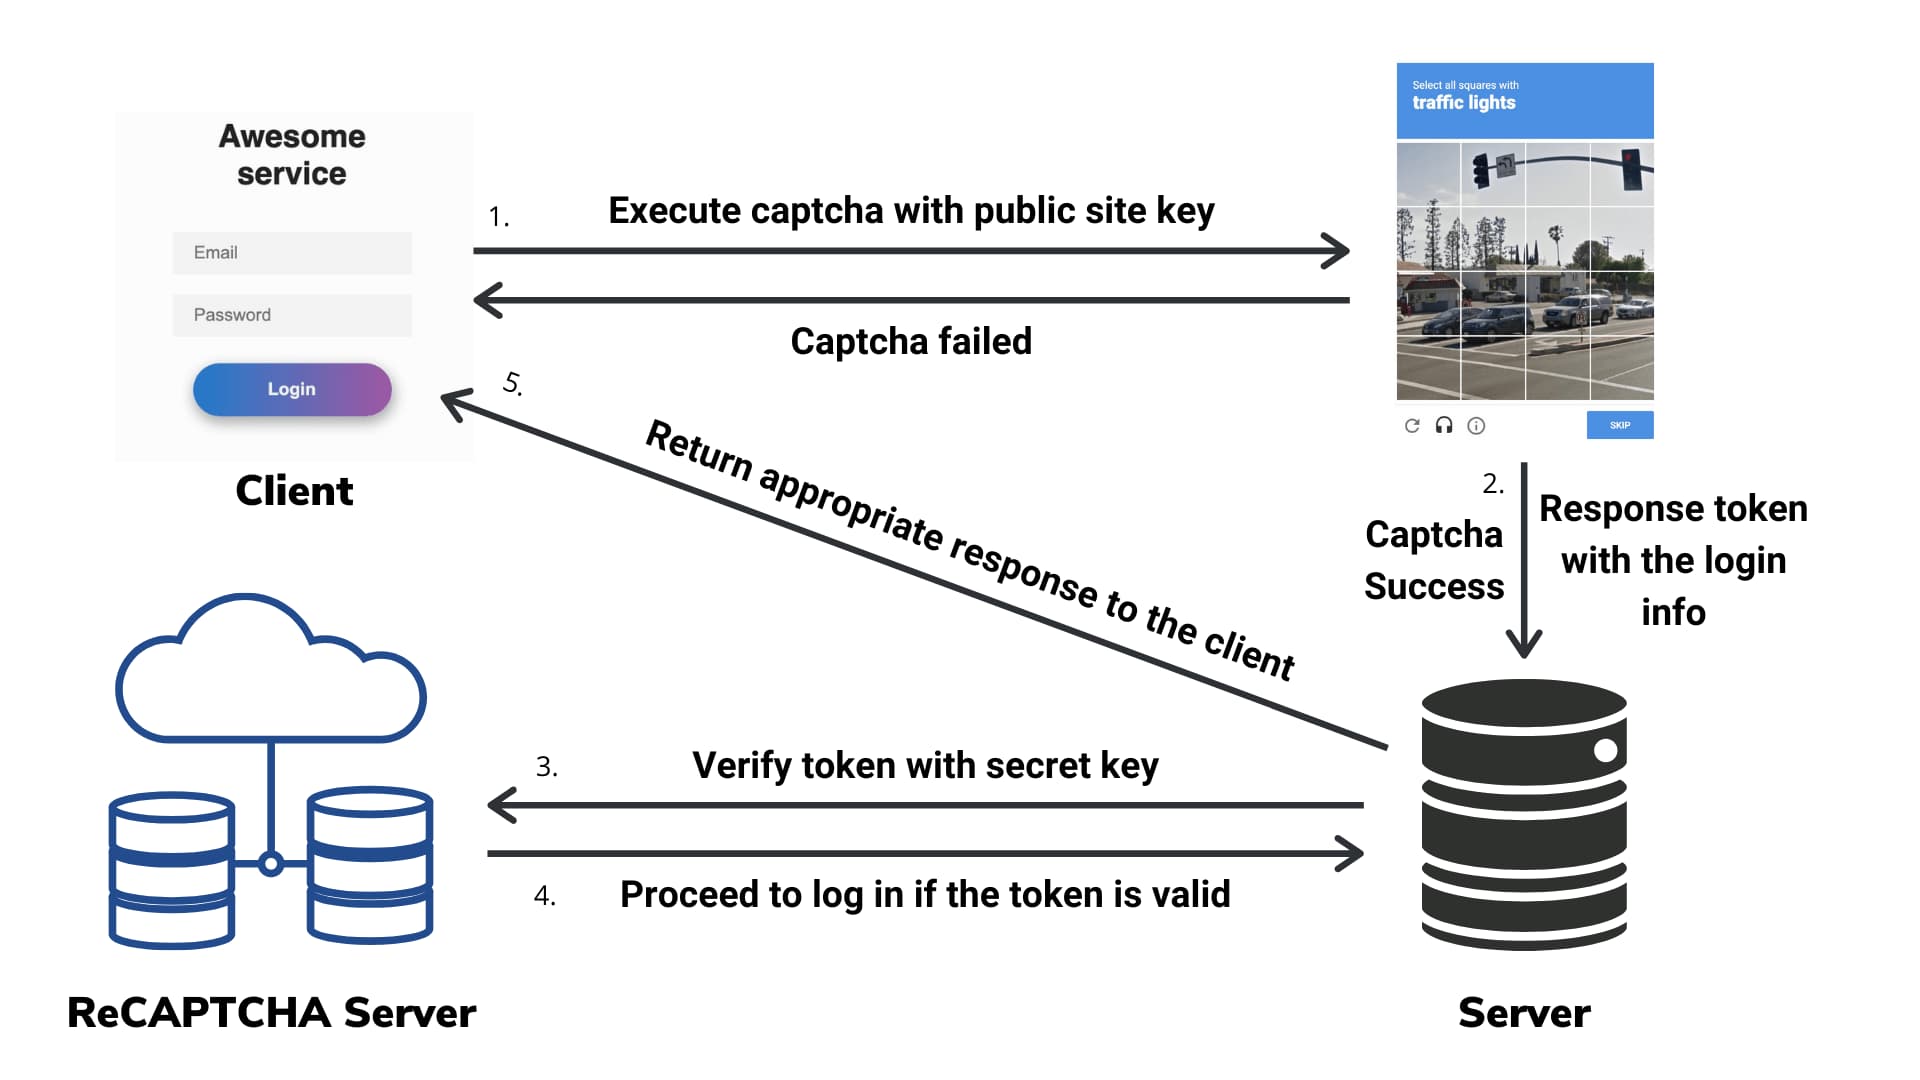 Awesome
service
Email
Password
Login
Client
1.
Execute captcha with public site key
Captcha failed
Select all squares with
traffic lights
SKIP
2.
Captcha
Success
Response token
with the login
info
5.
Return appropriate response to the client
3.
Verify token with secret key
4.
Proceed to log in if the token is valid
ReCAPTCHA Server
Server